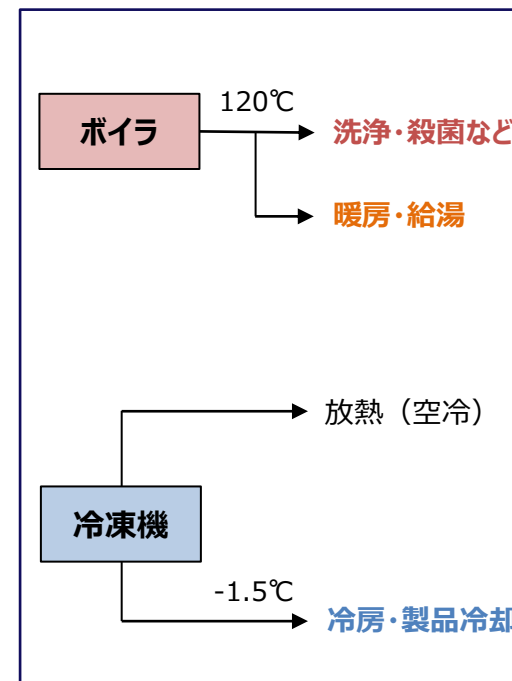 120℃
ボイラ
洗浄・殺菌など
暖房・給湯
放熱（空冷）
冷凍機
-1.5℃
冷房・製品冷却